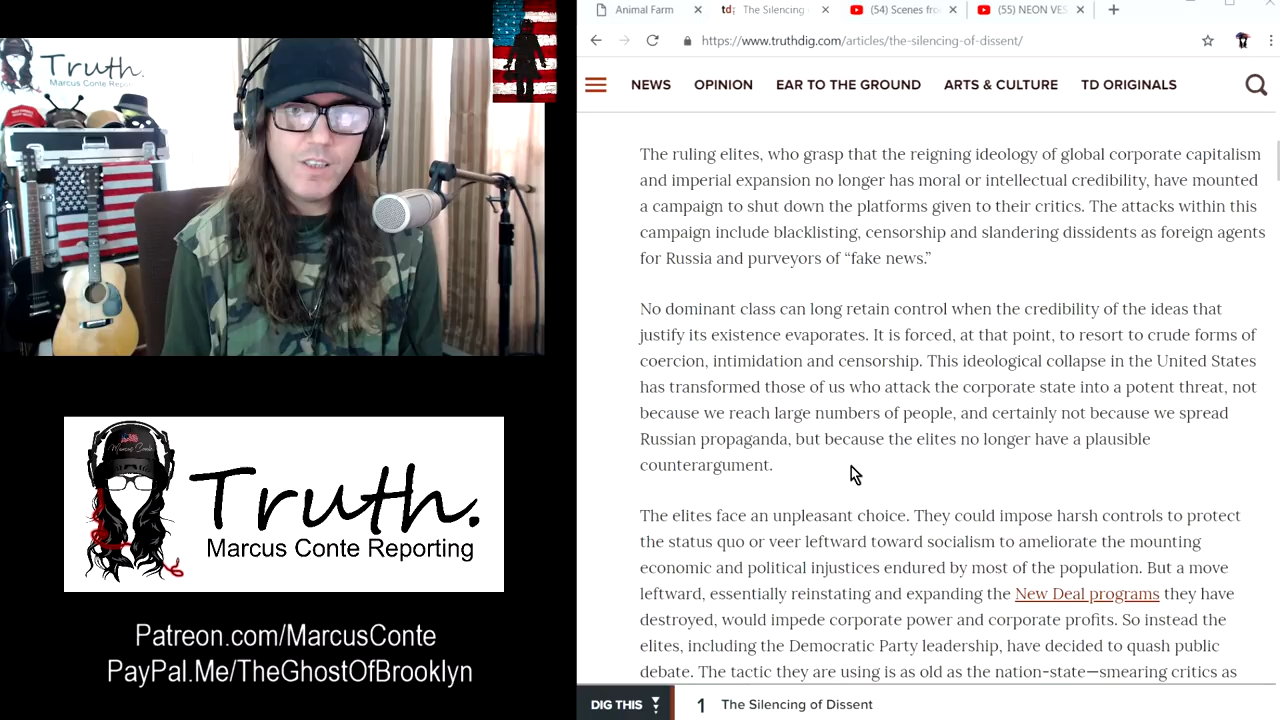 Truth.
Marcus Conte Reporting
Truth.
Marcus Conte Reporting
Patreon.com/MarcusConte
PayPal.Me/TheGhostOfBrooklyn
Animal Farm
td: The Silencing
(54) Scenes fro
(55) NEON VES
https://www.truthdig.com/articles/the-silencing-of-dissent/
NEWS OPINION EAR TO THE GROUND ARTS & CULTURE TD ORIGINALS
The ruling elites, who grasp that the reigning ideology of global corporate capitalism
and imperial expansion no longer has moral or intellectual credibility, have mounted
a campaign to shut down the platforms given to their critics. The attacks within this
campaign include blacklisting, censorship and slandering dissidents as foreign agents
for Russia and purveyors of “fake news.”
No dominant class can long retain control when the credibility of the ideas that
justify its existence evaporates. It is forced, at that point, to resort to crude forms of
coercion, intimidation and censorship. This ideological collapse in the United States
has transformed those of us who attack the corporate state into a potent threat, not
because we reach large numbers of people, and certainly not because we spread
Russian propaganda, but because the elites no longer have a plausible
counterargument.
The elites face an unpleasant choice. They could impose harsh controls to protect
the status quo or veer leftward toward socialism to ameliorate the mounting
economic and political injustices endured by most of the population. But a move
leftward, essentially reinstating and expanding the New Deal programs they have
destroyed, would impede corporate power and corporate profits. So instead the
elites, including the Democratic Party leadership, have decided to quash public
debate. The tactic they are using is as old as the nation-state—smearing critics as
DIG THIS 1 The Silencing of Dissent